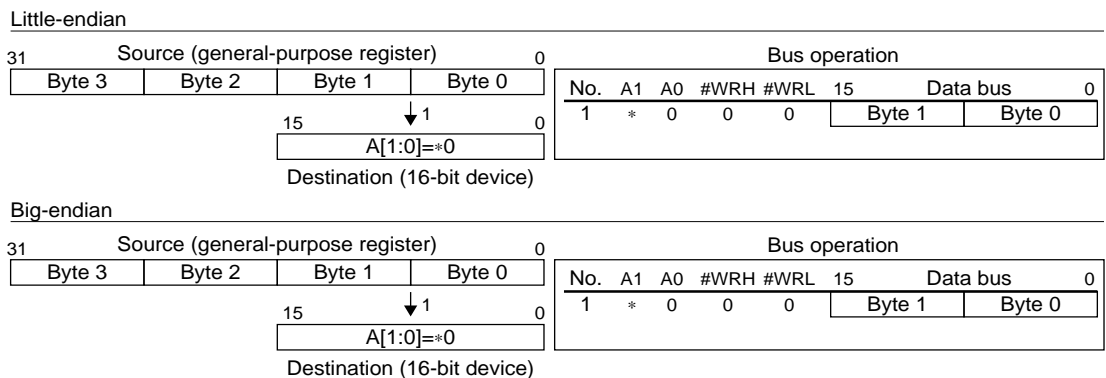 Little-endian
31 Source (general-purpose register) 0 Bus operation
Byte 3 Byte 2 Byte 1 Byte 0 No. A1 A0 #WRH #WRL 15 Data bus 0
1 1 ∗ 0 0 0 Byte 1 Byte 0
15 0
A[1:0]=∗0
Destination (16-bit device)
Big-endian
31 Source (general-purpose register) 0 Bus operation
Byte 3 Byte 2 Byte 1 Byte 0 No. A1 A0 #WRH #WRL 15 Data bus 0
1 1 ∗ 0 0 0 Byte 1 Byte 0
15 0
A[1:0]=∗0
Destination (16-bit device)